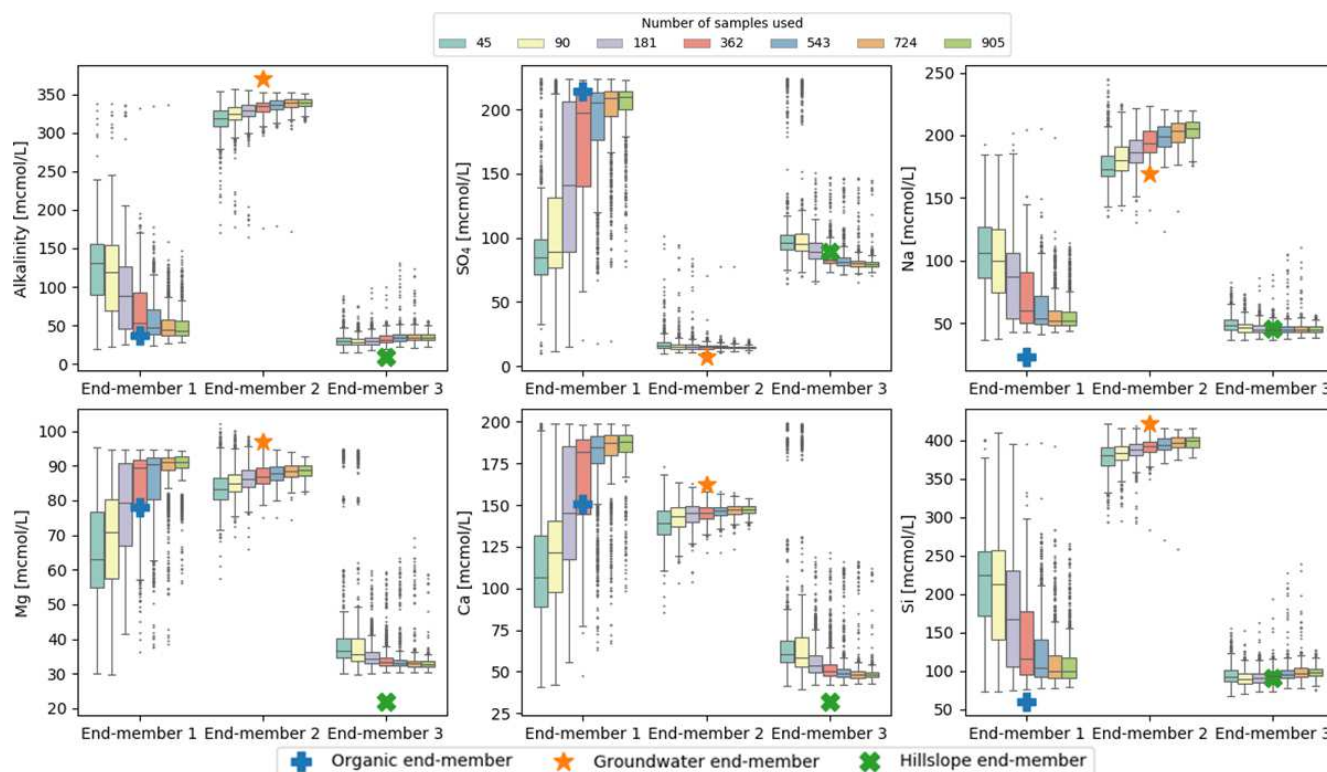 Number of samples used
45 90 181 362 543 724 905
Alkalinity [mcmol/L]
350
300
250
200
150
100
50
0
End-member 1 End-member 2 End-member 3
SO₄ [mcmol/L]
200
150
100
50
0
End-member 1 End-member 2 End-member 3
Na [mcmol/L]
250
200
150
100
50
End-member 1 End-member 2 End-member 3
Mg [mcmol/L]
100
90
80
70
60
50
40
30
20
End-member 1 End-member 2 End-member 3
Ca [mcmol/L]
200
175
150
125
100
75
50
25
End-member 1 End-member 2 End-member 3
Si [mcmol/L]
400
350
300
250
200
150
100
50
End-member 1 End-member 2 End-member 3
Organic end-member Groundwater end-member Hillslope end-member